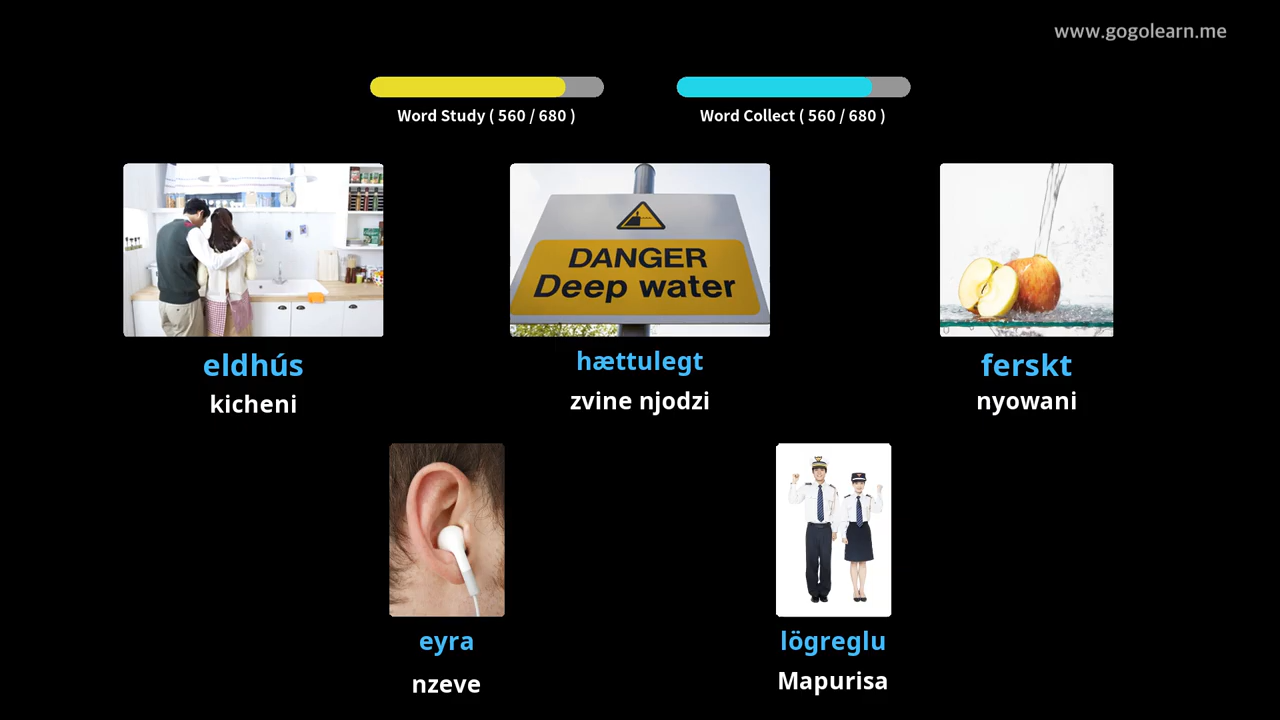 www.gogolearn.me
Word Study ( 560 / 680 )
Word Collect ( 560 / 680 )
DANGER
Deep water
eldhús
kicheni
hættulegt
zvine njodzi
ferskt
nyowani
eyra
nzeve
lögreglu
Mapurisa